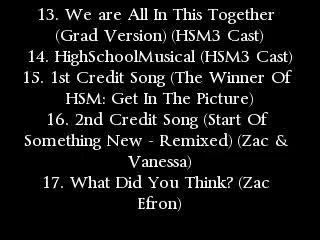 13. We are All In This Together
(Grad Version) (HSM3 Cast)
14. HighSchoolMusical (HSM3 Cast)
15. 1st Credit Song (The Winner Of
HSM: Get In The Picture)
16. 2nd Credit Song (Start Of
Something New - Remixed) (Zac &
Vanessa)
17. What Did You Think? (Zac
Efron)